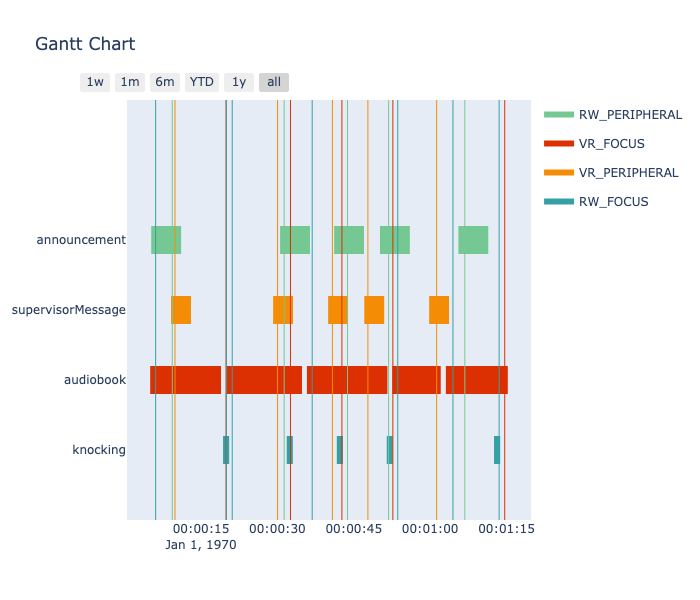 Gantt Chart
1w 1m 6m YTD 1y all
RW_PERIPHERAL
VR_FOCUS
VR_PERIPHERAL
RW_FOCUS
announcement
supervisorMessage
audiobook
knocking
00:00:15 00:00:30 00:00:45 00:01:00 00:01:15
Jan 1, 1970